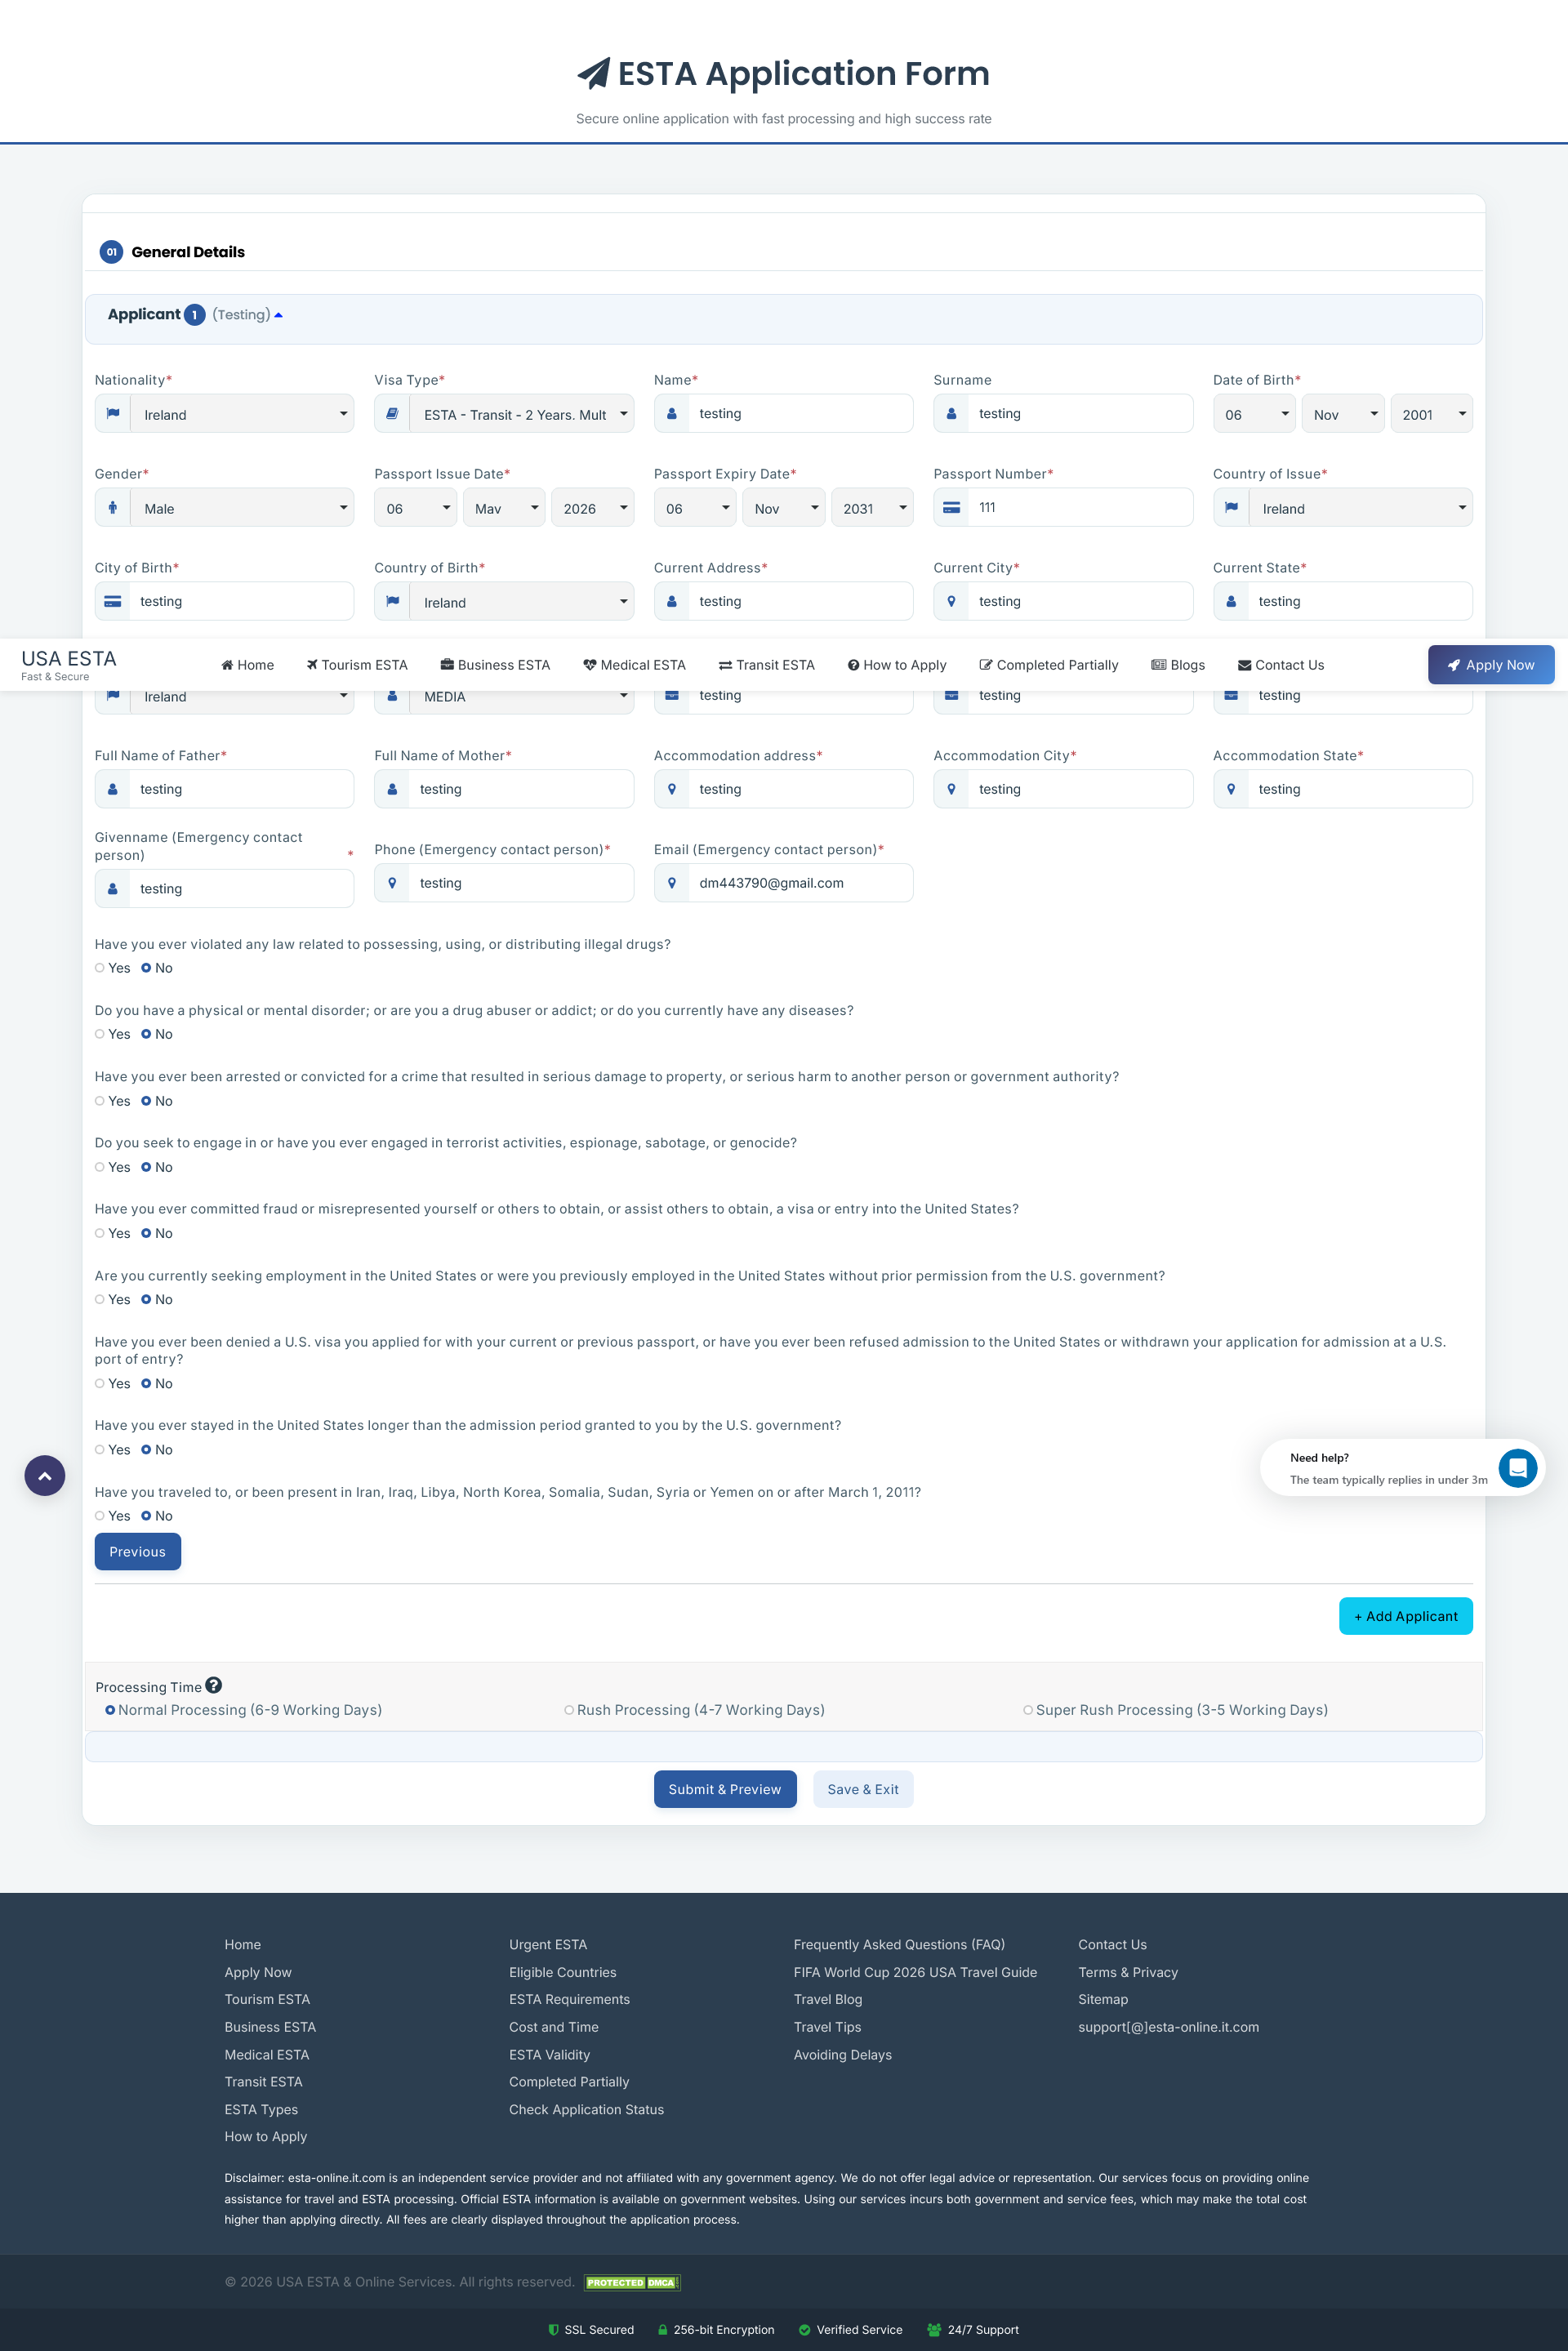 ESTA Application Form
Secure online application with fast processing and high success rate
01 General Details
Applicant 1 (Testing)
Nationality* Visa Type* Name* Surname Date of Birth*
Ireland ESTA - Transit - 2 Years. Mult testing testing 06 Nov 2001
Gender* Passport Issue Date* Passport Expiry Date* Passport Number* Country of Issue*
Male 06 May 2026 06 Nov 2031 111 Ireland
City of Birth* Country of Birth* Current Address* Current City* Current State*
testing Ireland testing testing testing
USA ESTA
Fast & Secure
Home Tourism ESTA Business ESTA Medical ESTA Transit ESTA How to Apply Completed Partially Blogs Contact Us Apply Now
Ireland MEDIA testing testing testing
Full Name of Father* Full Name of Mother* Accommodation address* Accommodation City* Accommodation State*
testing testing testing testing testing
Givenname (Emergency contact person)* Phone (Emergency contact person)* Email (Emergency contact person)*
testing testing dm443790@gmail.com
Have you ever violated any law related to possessing, using, or distributing illegal drugs?
Yes No
Do you have a physical or mental disorder; or are you a drug abuser or addict; or do you currently have any diseases?
Yes No
Have you ever been arrested or convicted for a crime that resulted in serious damage to property, or serious harm to another person or government authority?
Yes No
Do you seek to engage in or have you ever engaged in terrorist activities, espionage, sabotage, or genocide?
Yes No
Have you ever committed fraud or misrepresented yourself or others to obtain, or assist others to obtain, a visa or entry into the United States?
Yes No
Are you currently seeking employment in the United States or were you previously employed in the United States without prior permission from the U.S. government?
Yes No
Have you ever been denied a U.S. visa you applied for with your current or previous passport, or have you ever been refused admission to the United States or withdrawn your application for admission at a U.S.
port of entry?
Yes No
Have you ever stayed in the United States longer than the admission period granted to you by the U.S. government?
Yes No
Need help?
The team typically replies in under 3m
Have you traveled to, or been present in Iran, Iraq, Libya, North Korea, Somalia, Sudan, Syria or Yemen on or after March 1, 2011?
Yes No
Previous
+ Add Applicant
Processing Time
Normal Processing (6-9 Working Days) Rush Processing (4-7 Working Days) Super Rush Processing (3-5 Working Days)
Submit & Preview Save & Exit
Home Urgent ESTA Frequently Asked Questions (FAQ) Contact Us
Apply Now Eligible Countries FIFA World Cup 2026 USA Travel Guide Terms & Privacy
Tourism ESTA ESTA Requirements Travel Blog Sitemap
Business ESTA Cost and Time Travel Tips support[@]esta-online.it.com
Medical ESTA ESTA Validity Avoiding Delays
Transit ESTA Completed Partially
ESTA Types Check Application Status
How to Apply
Disclaimer: esta-online.it.com is an independent service provider and not affiliated with any government agency. We do not offer legal advice or representation. Our services focus on providing online
assistance for travel and ESTA processing. Official ESTA information is available on government websites. Using our services incurs both government and service fees, which may make the total cost
higher than applying directly. All fees are clearly displayed throughout the application process.
© 2026 USA ESTA & Online Services. All rights reserved. PROTECTED DMCA
SSL Secured 256-bit Encryption Verified Service 24/7 Support